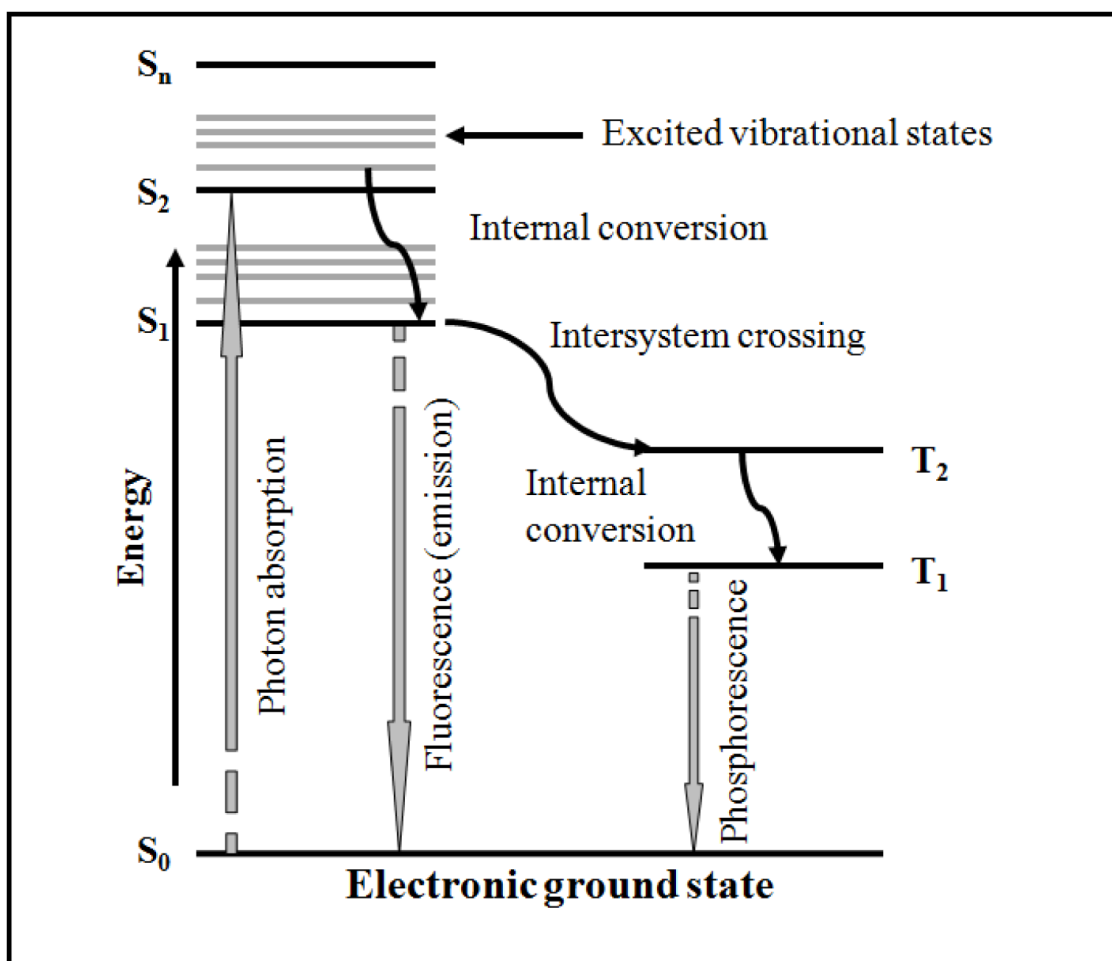 Sn
Excited vibrational states
S2
Internal conversion
S1
Intersystem crossing
T2
Internal
conversion
T1
Energy
Photon absorption
Fluorescence (emission)
Phosphorescence
S0
Electronic ground state